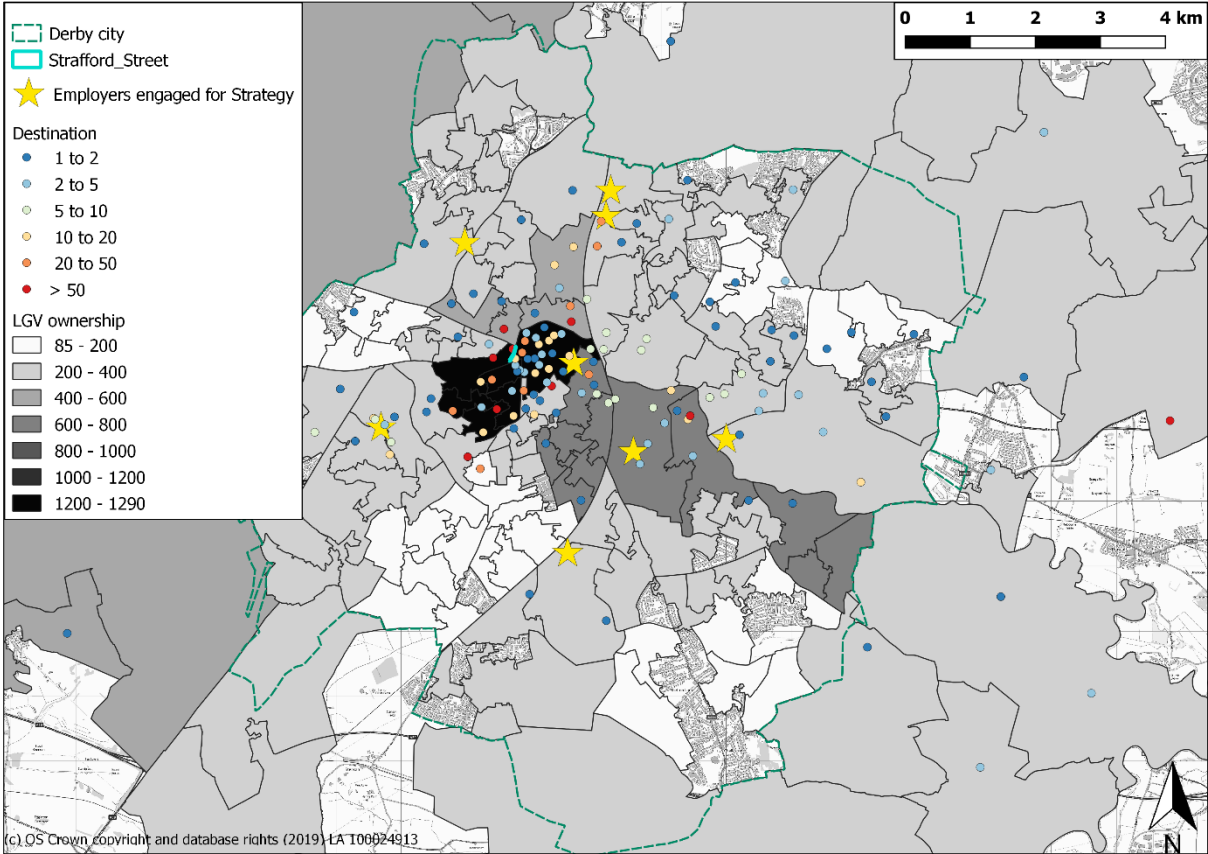 Derby city
Strafford_Street
Employers engaged for Strategy
Destination
1 to 2
2 to 5
5 to 10
10 to 20
20 to 50
> 50
LGV ownership
85 - 200
200 - 400
400 - 600
600 - 800
800 - 1000
1000 - 1200
1200 - 1290
0 1 2 3 4 km
N
(c) OS Crown copyright and database rights (2019) LA 100024913